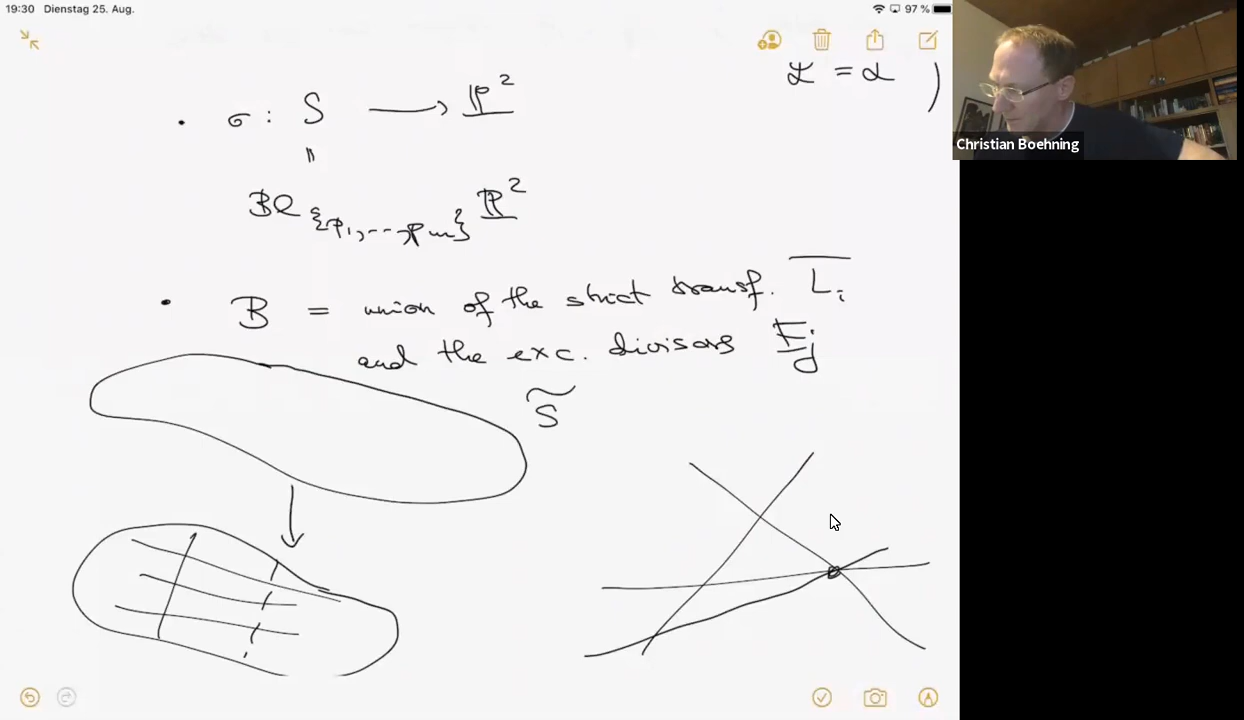 19:30 Dienstag 25. Aug.
97 %
ℒ = α )
• σ : S ⟶ ℙ²
=
Bl {p₁,---,pₘ} ℙ²
• B = union of the strict transf. L̅ᵢ
and the exc. divisors Eⱼ
S̃
Christian Boehning